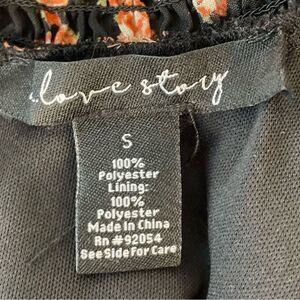 love story
S
100%
Polyester
Lining:
100%
Polyester
Made In China
Rn #92054
See Side For Care